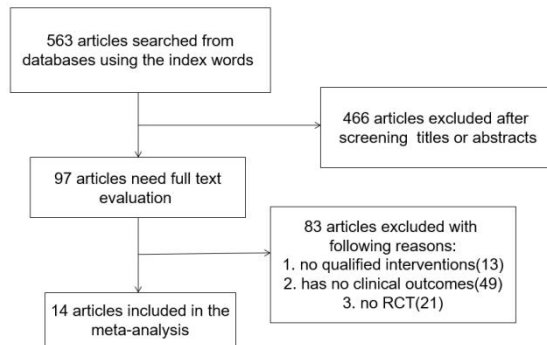 563 articles searched from
databases using the index words
466 articles excluded after
screening titles or abstracts
97 articles need full text
evaluation
83 articles excluded with
following reasons:
1. no qualified interventions(13)
2. has no clinical outcomes(49)
3. no RCT(21)
14 articles included in the
meta-analysis